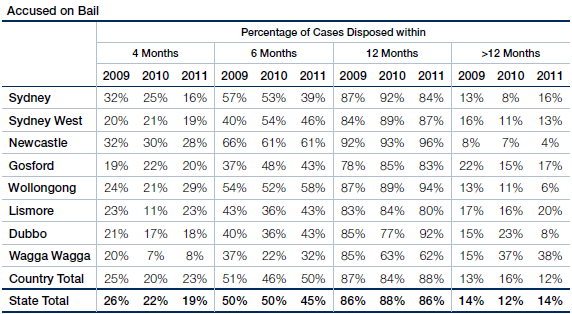 Accused on Bail
Percentage of Cases Disposed within
4 Months 6 Months 12 Months >12 Months
2009 2010 2011 2009 2010 2011 2009 2010 2011 2009 2010 2011
Sydney 32% 25% 16% 57% 53% 39% 87% 92% 84% 13% 8% 16%
Sydney West 20% 21% 19% 40% 54% 46% 84% 89% 87% 16% 11% 13%
Newcastle 32% 30% 28% 66% 61% 61% 92% 93% 96% 8% 7% 4%
Gosford 19% 22% 20% 37% 48% 43% 78% 85% 83% 22% 15% 17%
Wollongong 24% 21% 29% 54% 52% 58% 87% 89% 94% 13% 11% 6%
Lismore 23% 11% 23% 43% 36% 43% 83% 84% 80% 17% 16% 20%
Dubbo 21% 17% 18% 40% 36% 43% 85% 77% 92% 15% 23% 8%
Wagga Wagga 20% 7% 8% 37% 22% 32% 85% 63% 62% 15% 37% 38%
Country Total 25% 20% 23% 51% 46% 50% 87% 84% 88% 13% 16% 12%
State Total 26% 22% 19% 50% 50% 45% 86% 88% 86% 14% 12% 14%